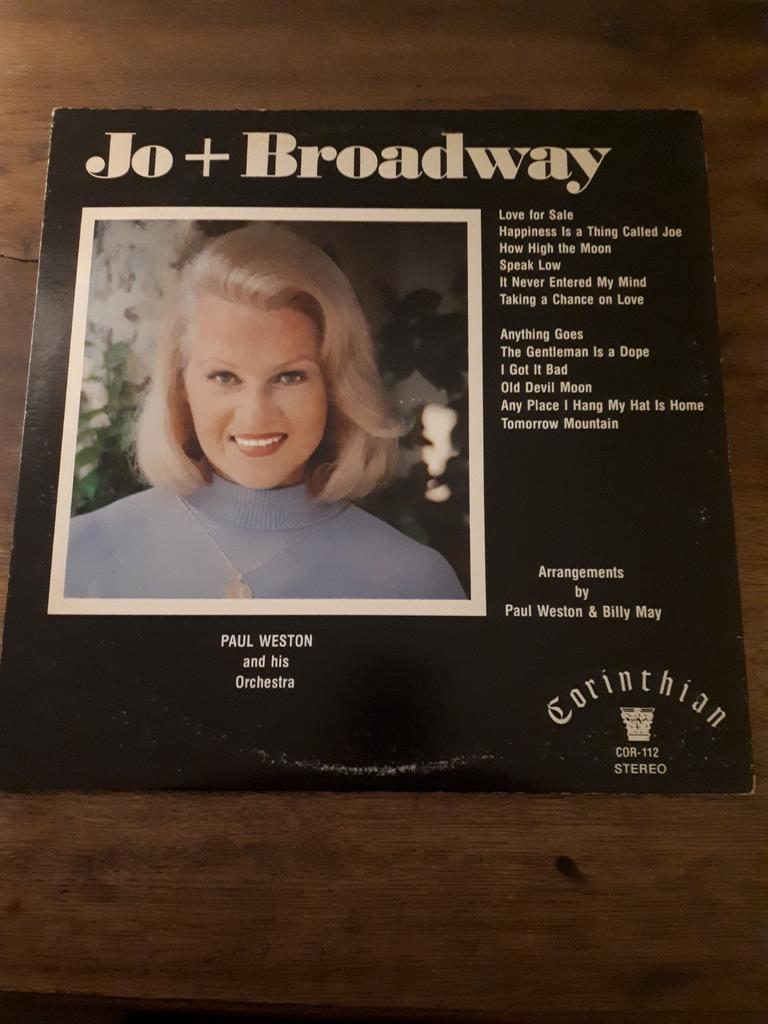 Jo + Broadway
Love for Sale
Happiness Is a Thing Called Joe
How High the Moon
Speak Low
It Never Entered My Mind
Taking a Chance on Love
Anything Goes
The Gentleman Is a Dope
I Got It Bad
Old Devil Moon
Any Place I Hang My Hat Is Home
Tomorrow Mountain
Arrangements
by
Paul Weston & Billy May
PAUL WESTON
and his
Orchestra
Corinthian
COR-112
STEREO